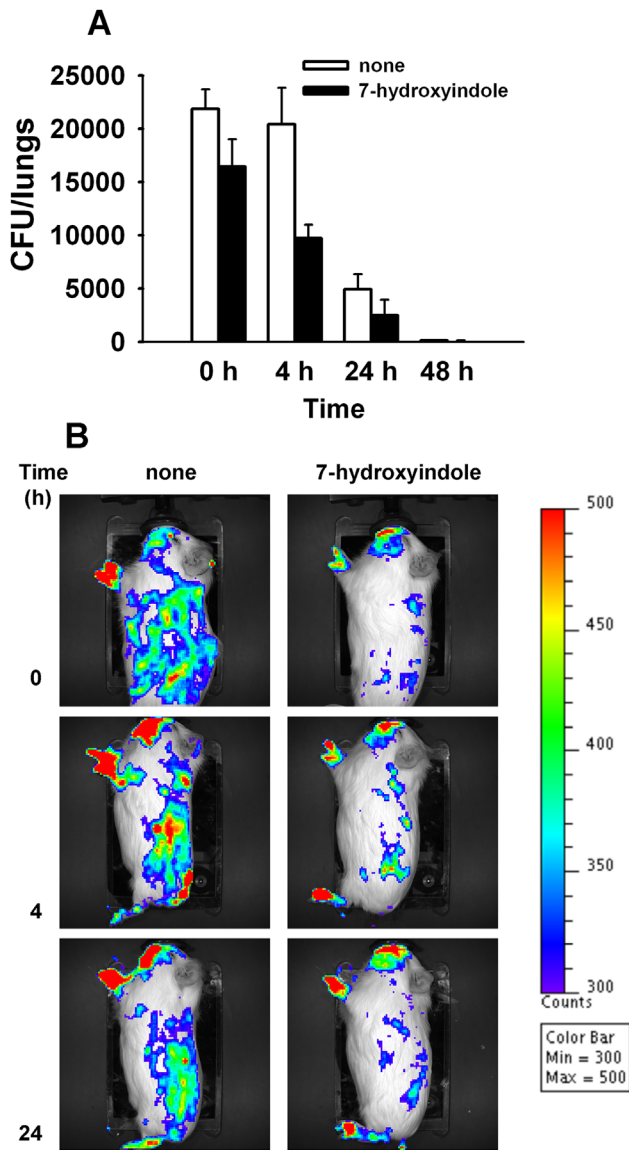 A
none
7-hydroxyindole
25000
20000
15000
10000
5000
0
CFU/lungs
0 h 4 h 24 h 48 h
Time
B
Time
(h)
none
7-hydroxyindole
0
4
24
500
450
400
350
300
Counts
Color Bar
Min = 300
Max = 500